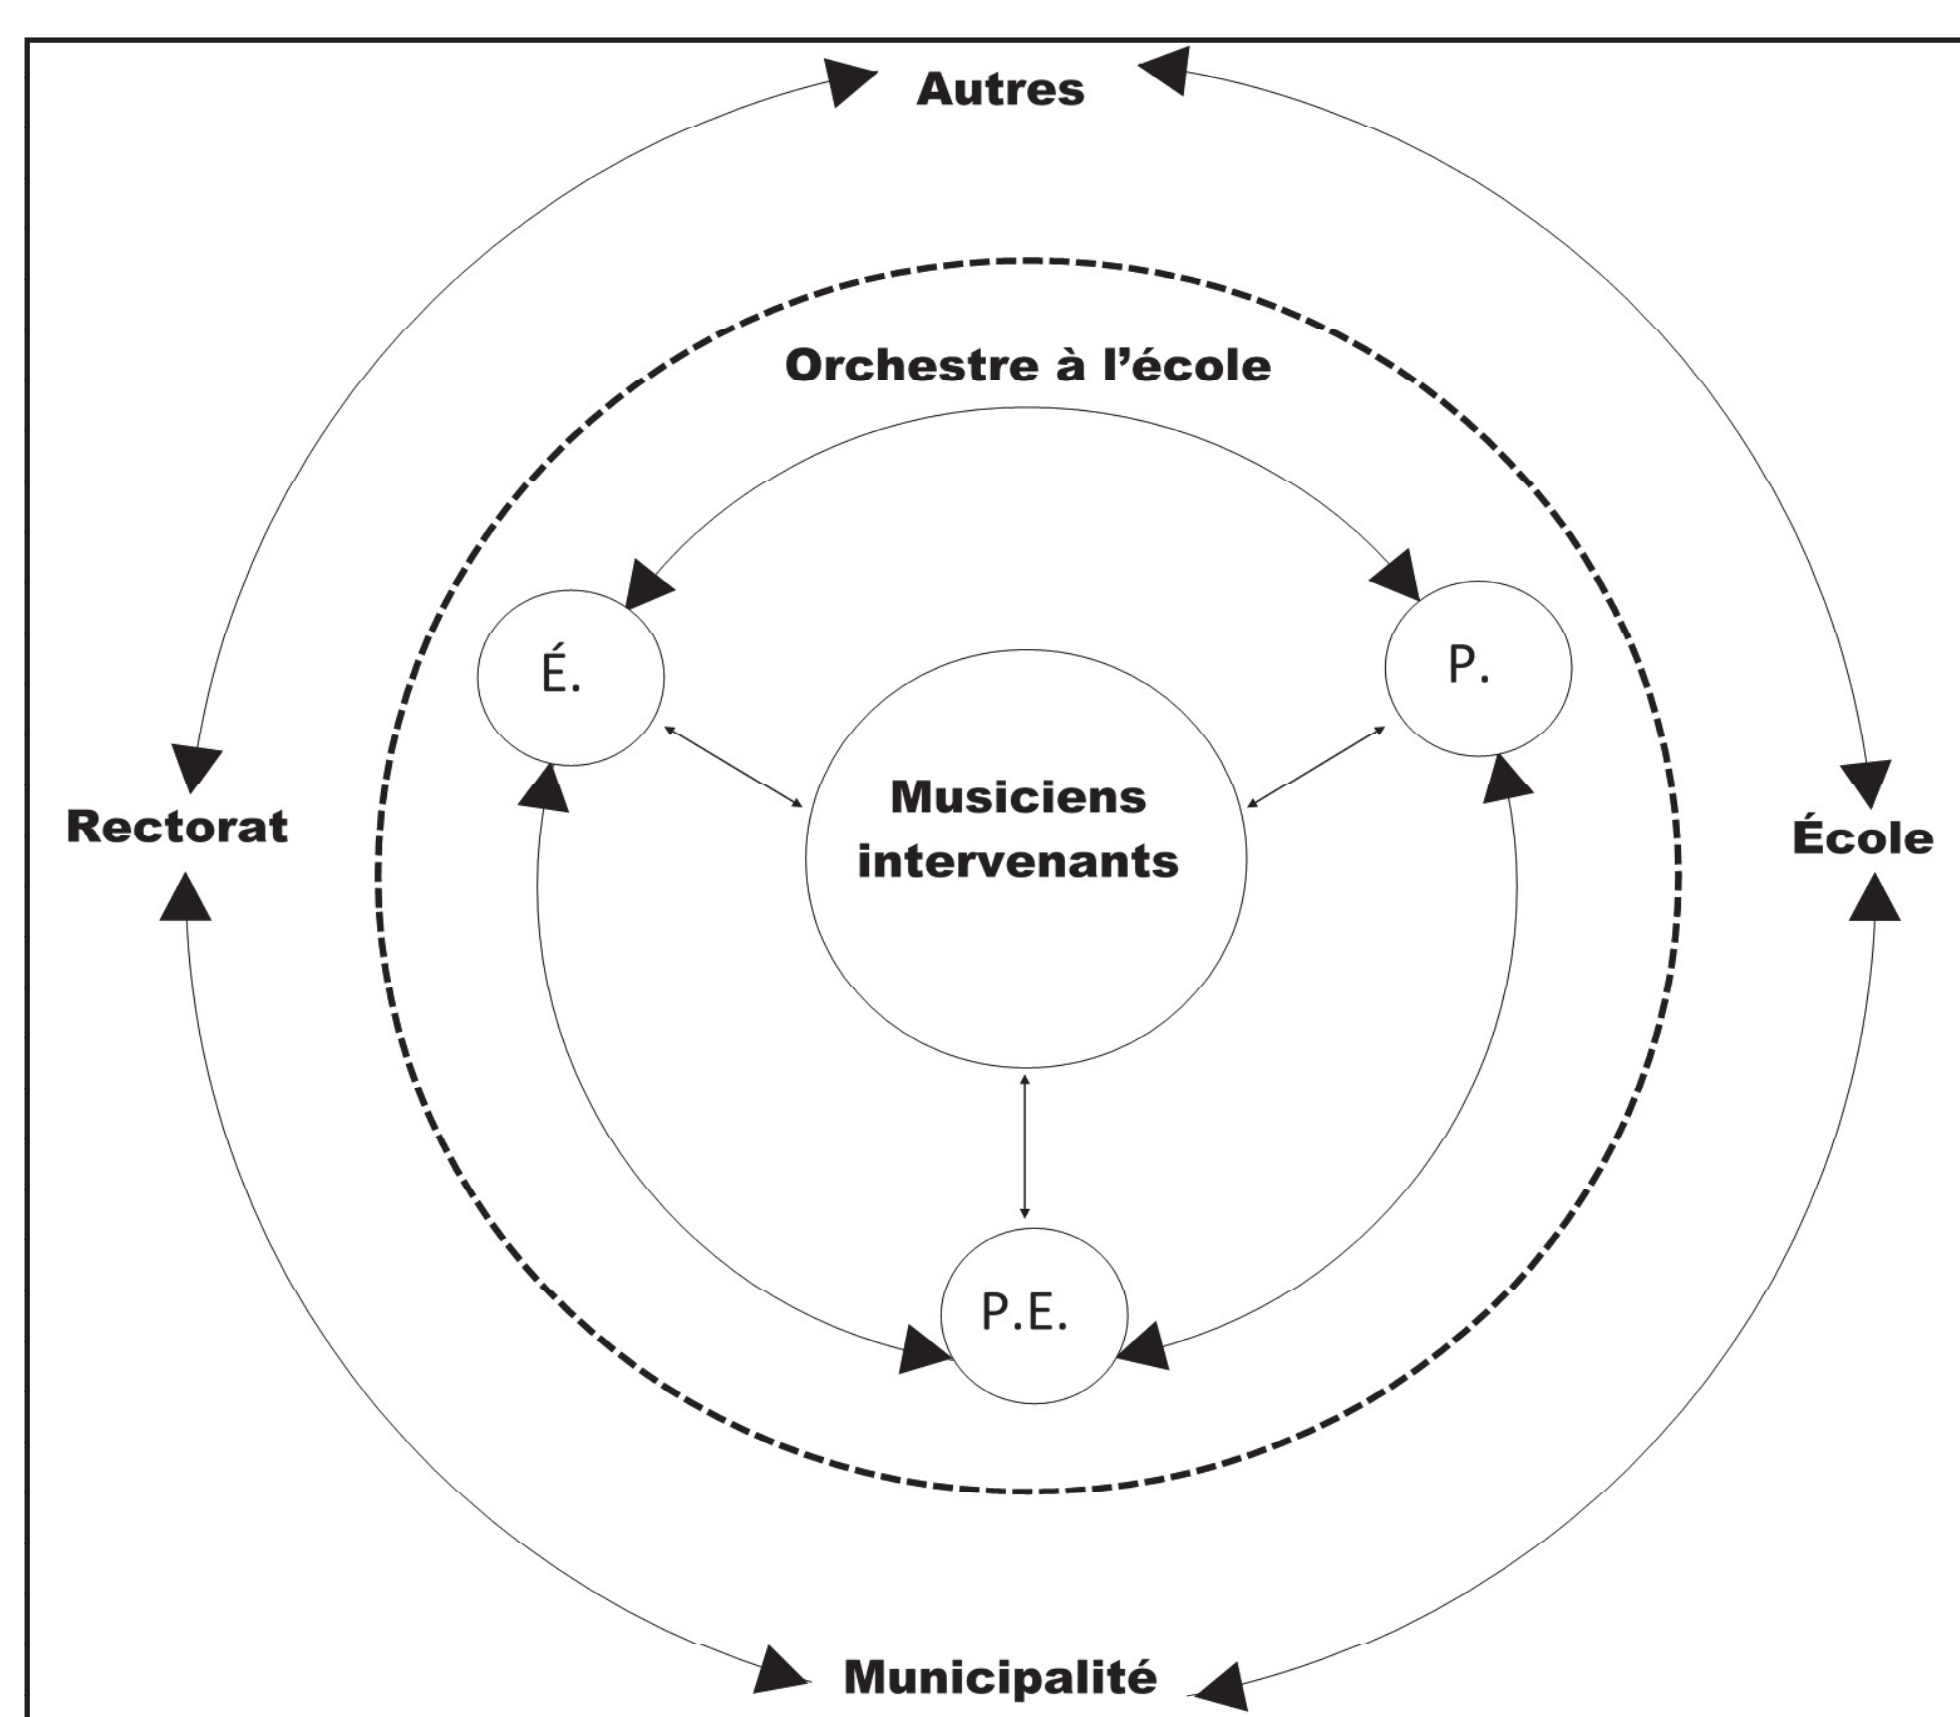 Autres
Orchestre à l’école
É.
P.
Musiciens
intervenants
Rectorat
École
P.E.
Municipalité